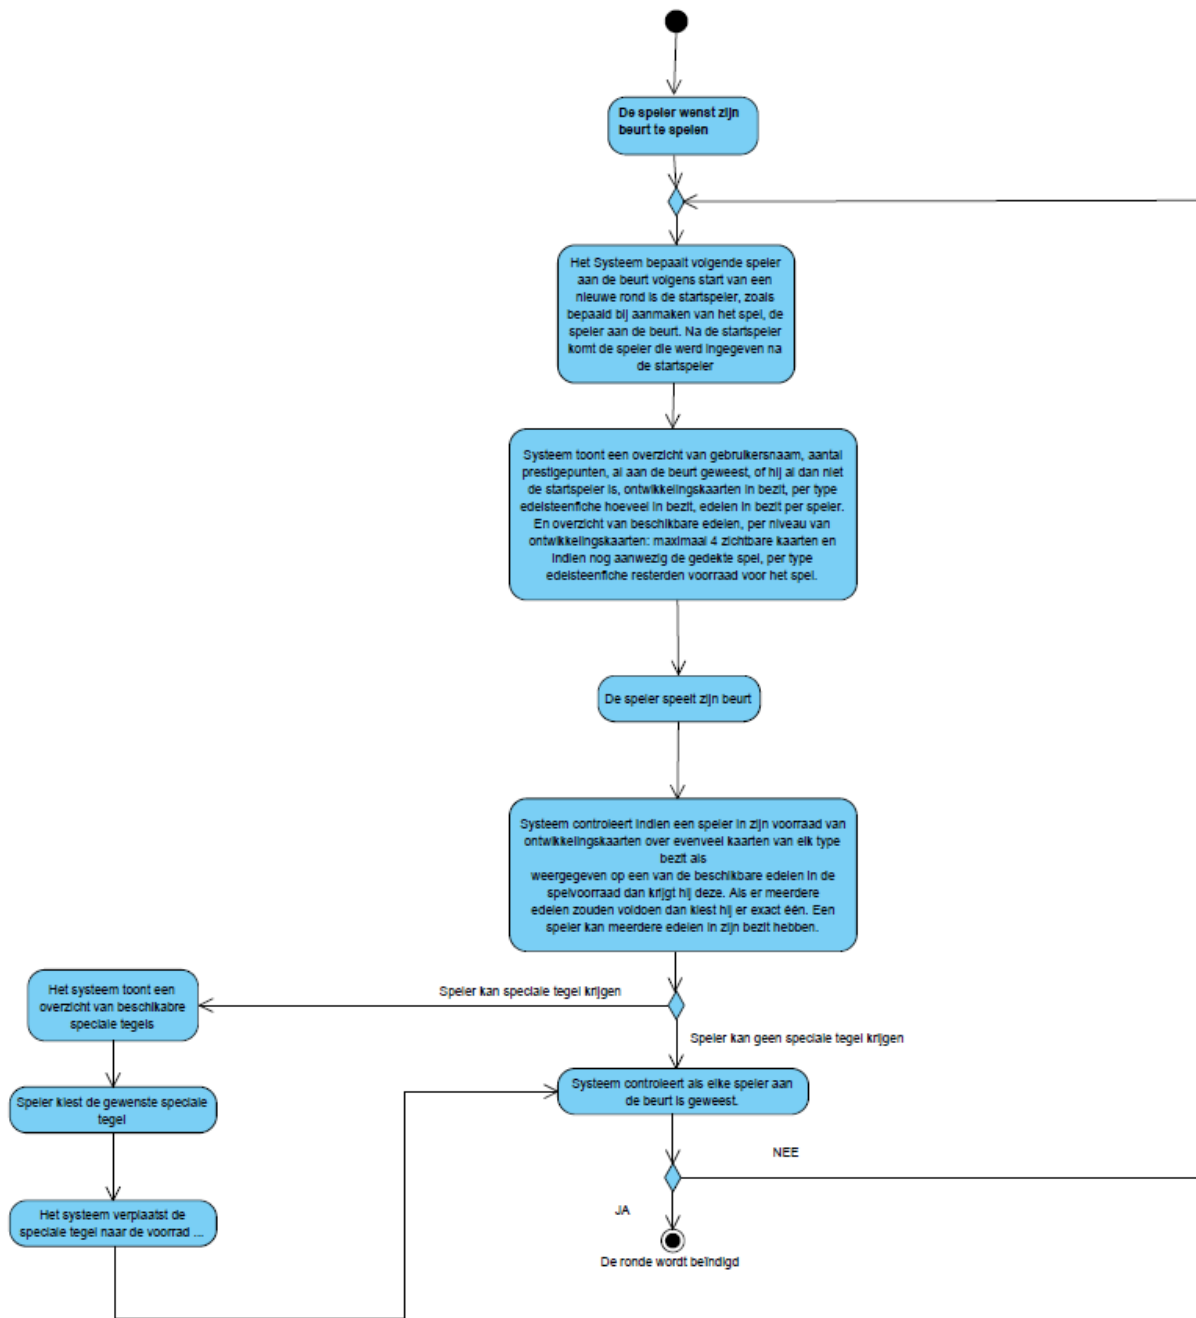 De speler wenst zijn
beurt te spelen
Het Systeem bepaalt volgende speler
aan de beurt volgens start van een
nieuwe rond is de startspeler, zoals
bepaald bij aanmaken van het spel, de
speler aan de beurt. Na de startspeler
komt de speler die werd ingegeven na
de startspeler
Systeem toont een overzicht van gebruikersnaam, aantal
prestigepunten, al aan de beurt geweest, of hij al dan niet
de startspeler is, ontwikkelingskaarten in bezit, per type
edelsteenfiche hoeveel in bezit, edelen in bezit per speler.
En overzicht van beschikbare edelen, per niveau van
ontwikkelingskaarten: maximaal 4 zichtbare kaarten en
indien nog aanwezig de gedekte spel, per type
edelsteenfiche resterden voorraad voor het spel.
De speler speelt zijn beurt
Systeem controleert indien een speler in zijn voorraad van
ontwikkelingskaarten over evenveel kaarten van elk type
bezit als
weergegeven op een van de beschikbare edelen in de
spelvoorraad dan krijgt hij deze. Als er meerdere
edelen zouden voldoen dan kiest hij er exact één. Een
speler kan meerdere edelen in zijn bezit hebben.
Speler kan speciale tegel krijgen
Het systeem toont een
overzicht van beschikabre
speciale tegels
Speler kan geen speciale tegel krijgen
Speler kiest de gewenste speciale
tegel
Systeem controleert als elke speler aan
de beurt is geweest.
NEE
Het systeem verplaatst de
speciale tegel naar de voorrad ...
JA
De ronde wordt beïndigd